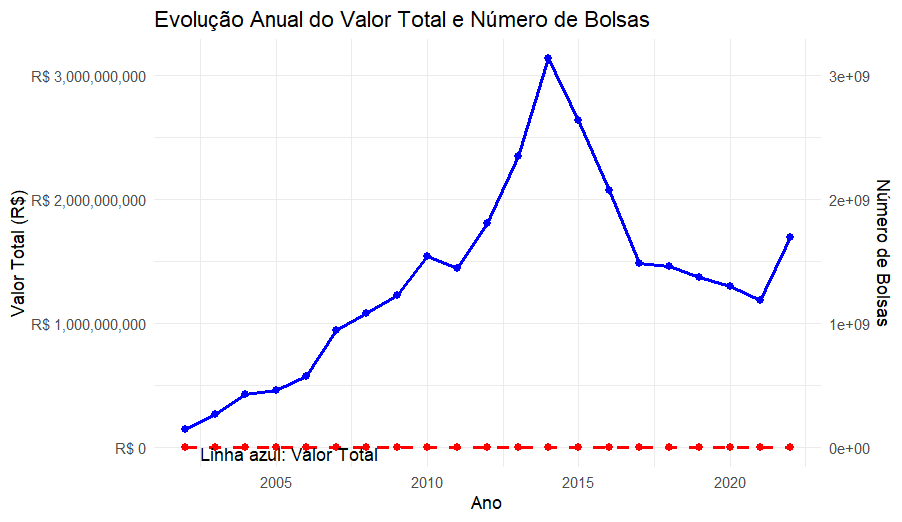 Evolução Anual do Valor Total e Número de Bolsas
R$ 3,000,000,000
R$ 2,000,000,000
R$ 1,000,000,000
R$ 0
Valor Total (R$)
3e+09
2e+09
1e+09
0e+00
Número de Bolsas
Linha azul: Valor Total
2005
2010
2015
2020
Ano